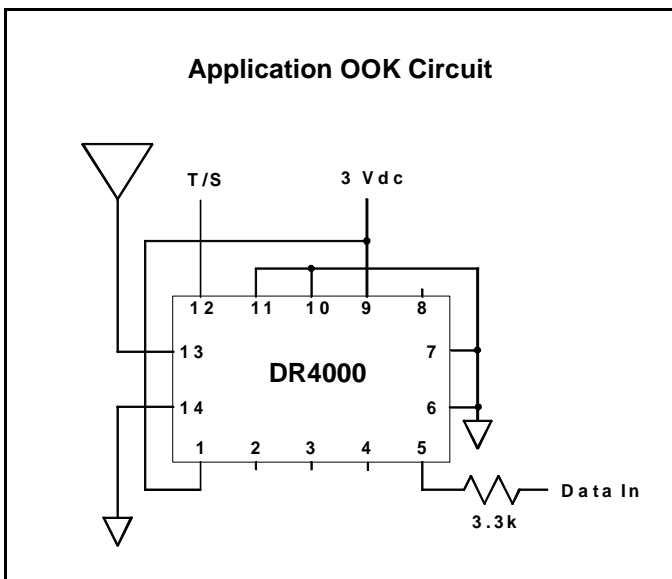 Application OOK Circuit
T/S
3 Vdc
12 11 10 9 8
13
7
DR4000
14
6
1 2 3 4 5
Data In
3.3k